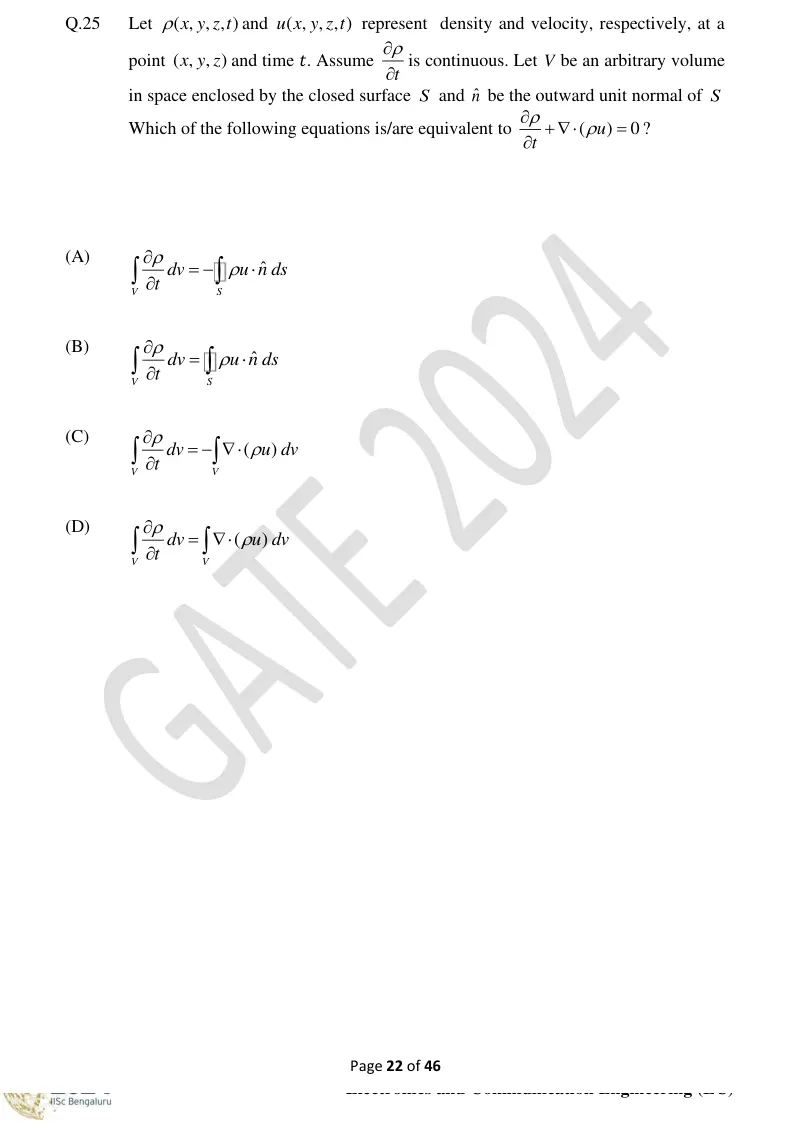 Q.25 Let ρ(x, y, z,t) and u(x, y, z,t) represent density and velocity, respectively, at a
point (x, y, z) and time t. Assume ∂ρ/∂t is continuous. Let V be an arbitrary volume
in space enclosed by the closed surface S and n̂ be the outward unit normal of S
Which of the following equations is/are equivalent to ∂ρ/∂t + ∇·(ρu) = 0 ?
(A) ∫_V ∂ρ/∂t dv = −∯_S ρu · n̂ ds
(B) ∫_V ∂ρ/∂t dv = ∯_S ρu · n̂ ds
(C) ∫_V ∂ρ/∂t dv = −∫_V ∇·(ρu) dv
(D) ∫_V ∂ρ/∂t dv = ∫_V ∇·(ρu) dv
GATE 2024
Page 22 of 46
IISc Bengaluru